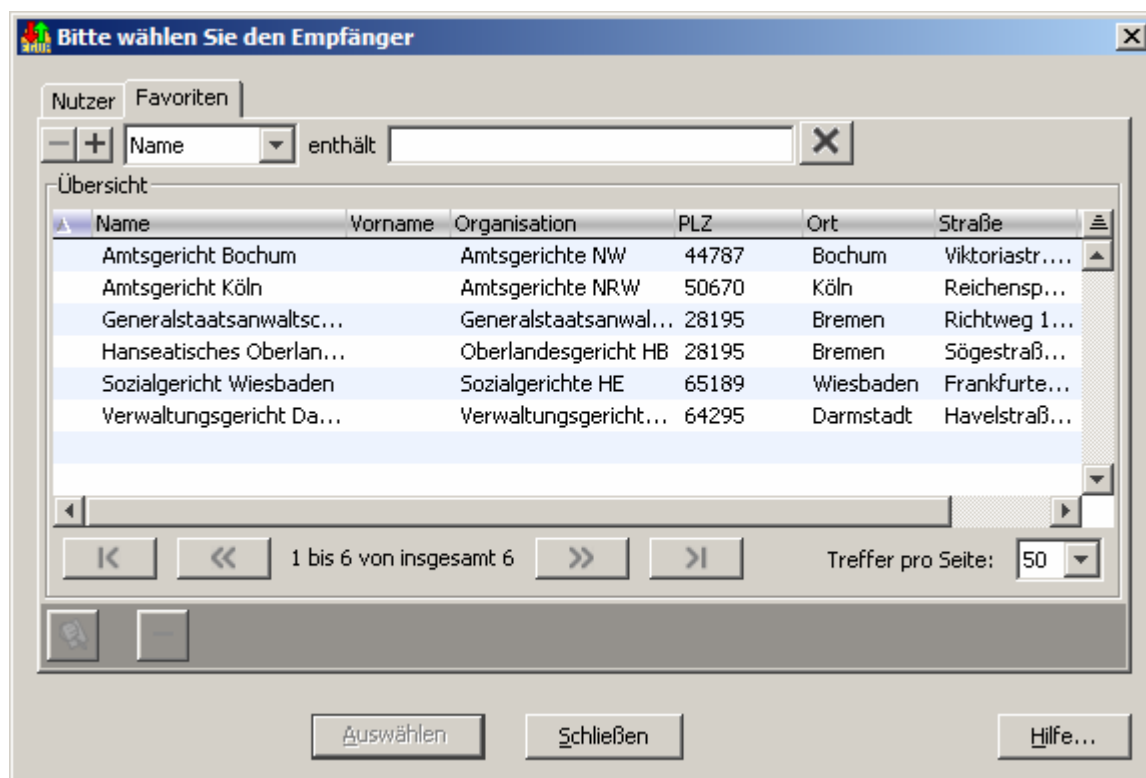 Bitte wählen Sie den Empfänger
Nutzer Favoriten
Name enthält
Übersicht
Name Vorname Organisation PLZ Ort Straße
Amtsgericht Bochum Amtsgerichte NW 44787 Bochum Viktoriastr....
Amtsgericht Köln Amtsgerichte NRW 50670 Köln Reichensp...
Generalstaatsanwaltsc... Generalstaatsanwal... 28195 Bremen Richtweg 1...
Hanseatisches Oberlan... Oberlandesgericht HB 28195 Bremen Sögestraß...
Sozialgericht Wiesbaden Sozialgerichte HE 65189 Wiesbaden Frankfurte...
Verwaltungsgericht Da... Verwaltungsgericht... 64295 Darmstadt Havelstraß...
1 bis 6 von insgesamt 6 Treffer pro Seite: 50
Auswählen Schließen Hilfe...